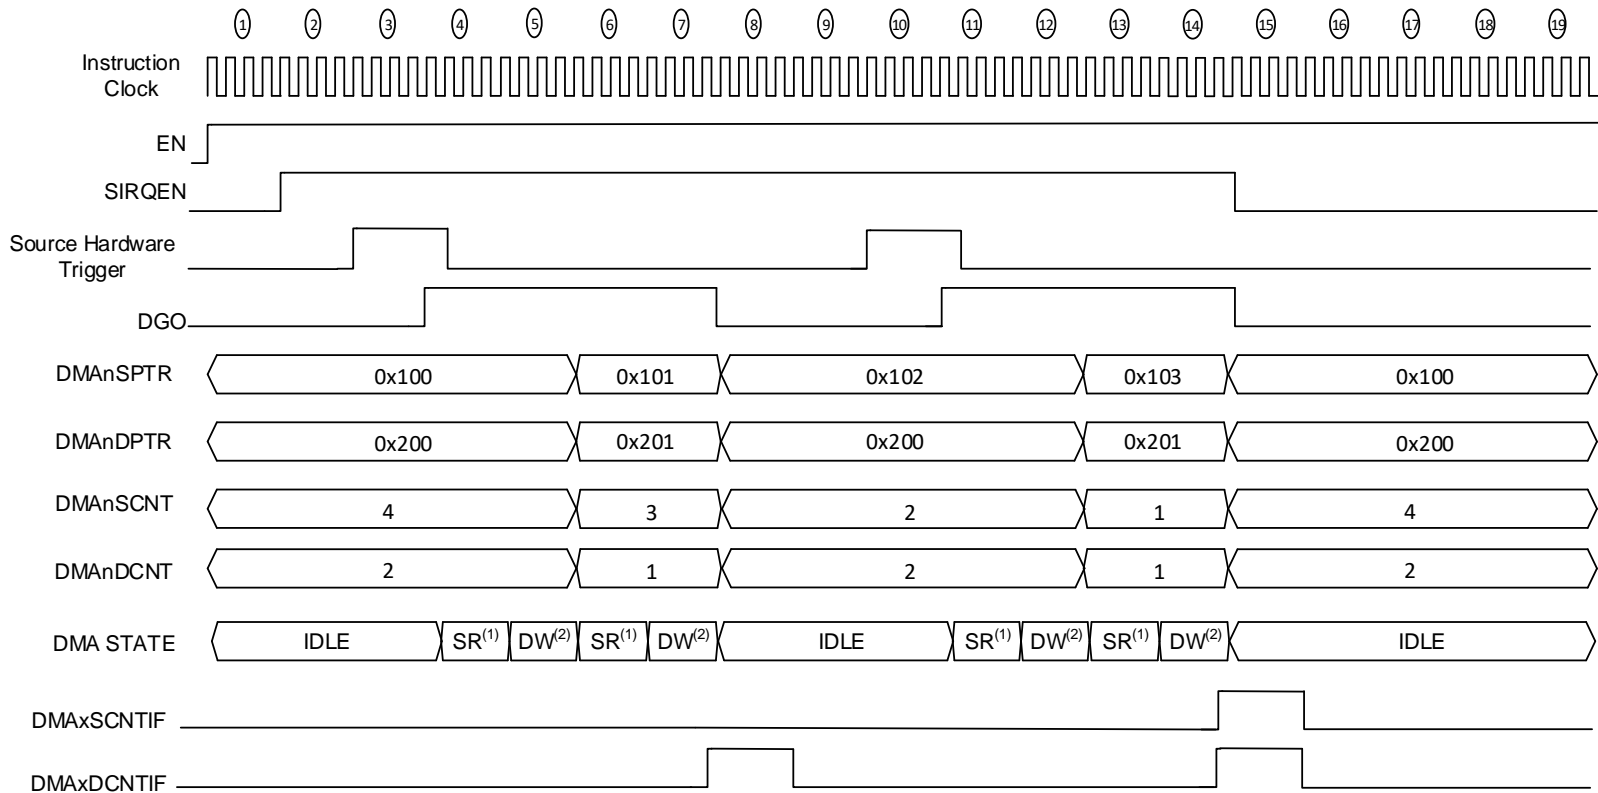 1 2 3 4 5 6 7 8 9 10 11 12 13 14 15 16 17 18 19
Instruction
Clock
EN
SIRQEN
Source Hardware
Trigger
DGO
DMAnSPTR 0x100 0x101 0x102 0x103 0x100
DMAnDPTR 0x200 0x201 0x200 0x201 0x200
DMAnSCNT 4 3 2 1 4
DMAnDCNT 2 1 2 1 2
DMA STATE IDLE SR(1) DW(2) SR(1) DW(2) IDLE SR(1) DW(2) SR(1) DW(2) IDLE
DMAxSCNTIF
DMAxDCNTIF